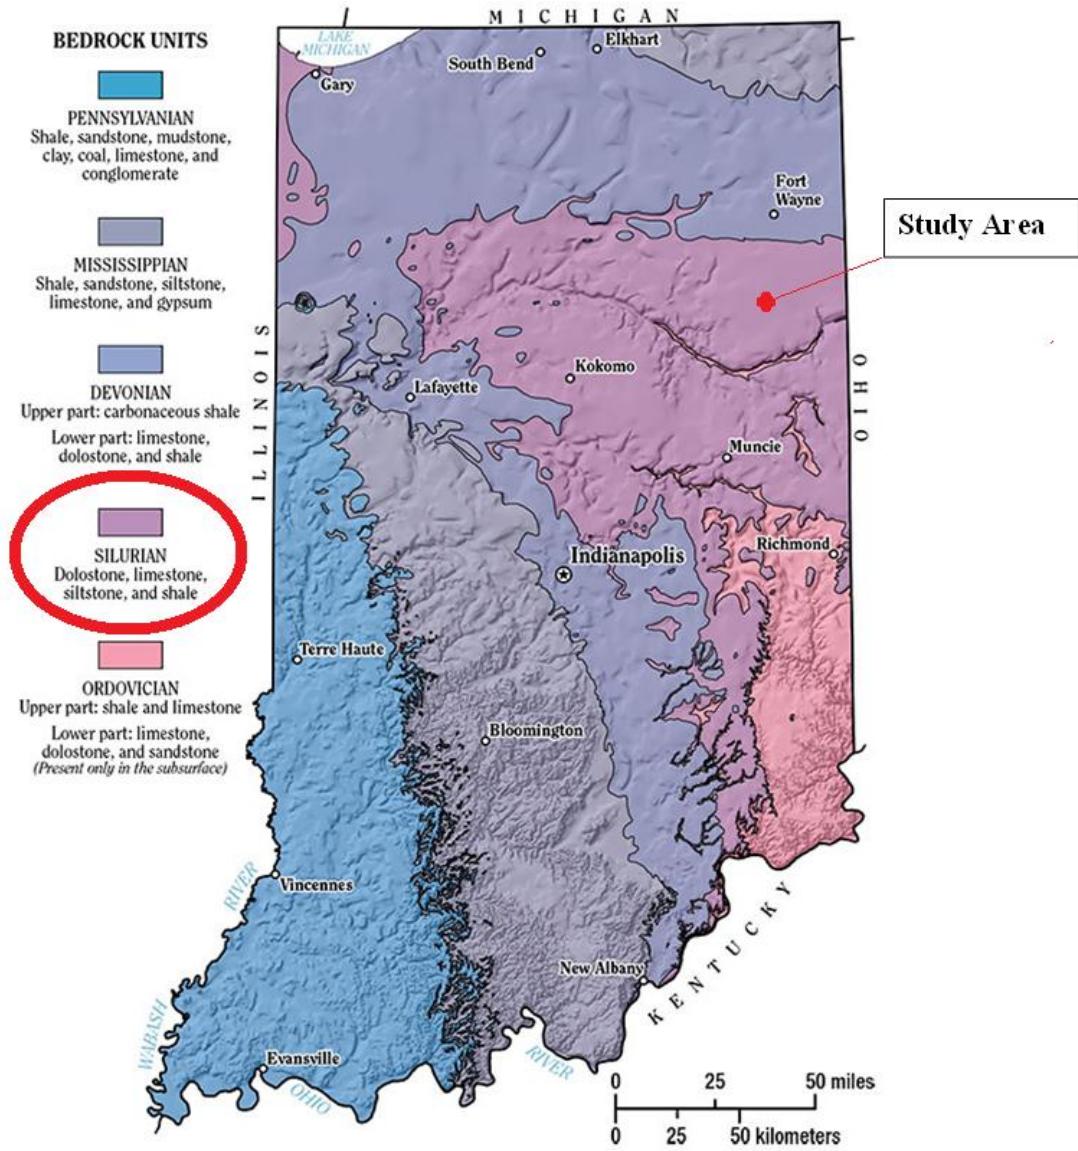 BEDROCK UNITS
PENNSYLVANIAN
Shale, sandstone, mudstone,
clay, coal, limestone, and
conglomerate
MISSISSIPPIAN
Shale, sandstone, siltstone,
limestone, and gypsum
DEVONIAN
Upper part: carbonaceous shale
Lower part: limestone,
dolostone, and shale
SILURIAN
Dolostone, limestone,
siltstone, and shale
ORDOVICIAN
Upper part: shale and limestone
Lower part: limestone,
dolostone, and sandstone
(Present only in the subsurface)
MICHIGAN
LAKE
MICHIGAN
Gary
South Bend
Elkhart
Fort
Wayne
Study Area
ILLINOIS
OHIO
Lafayette
Kokomo
Muncie
Indianapolis
Richmond
Terre Haute
Bloomington
Vincennes
New Albany
Evansville
WABASH
RIVER
OHIO
RIVER
KENTUCKY
0 25 50 miles
0 25 50 kilometers